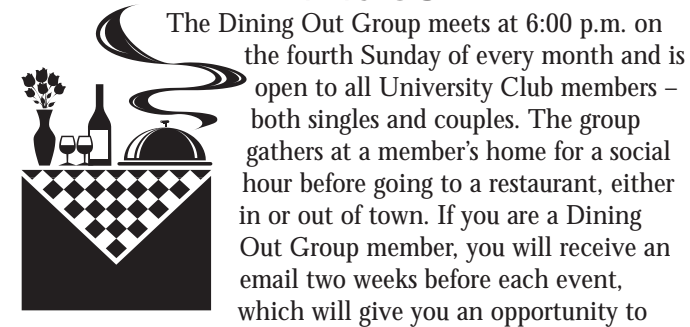 The Dining Out Group meets at 6:00 p.m. on
the fourth Sunday of every month and is
open to all University Club members –
both singles and couples. The group
gathers at a member's home for a social
hour before going to a restaurant, either
in or out of town. If you are a Dining
Out Group member, you will receive an
email two weeks before each event,
which will give you an opportunity to